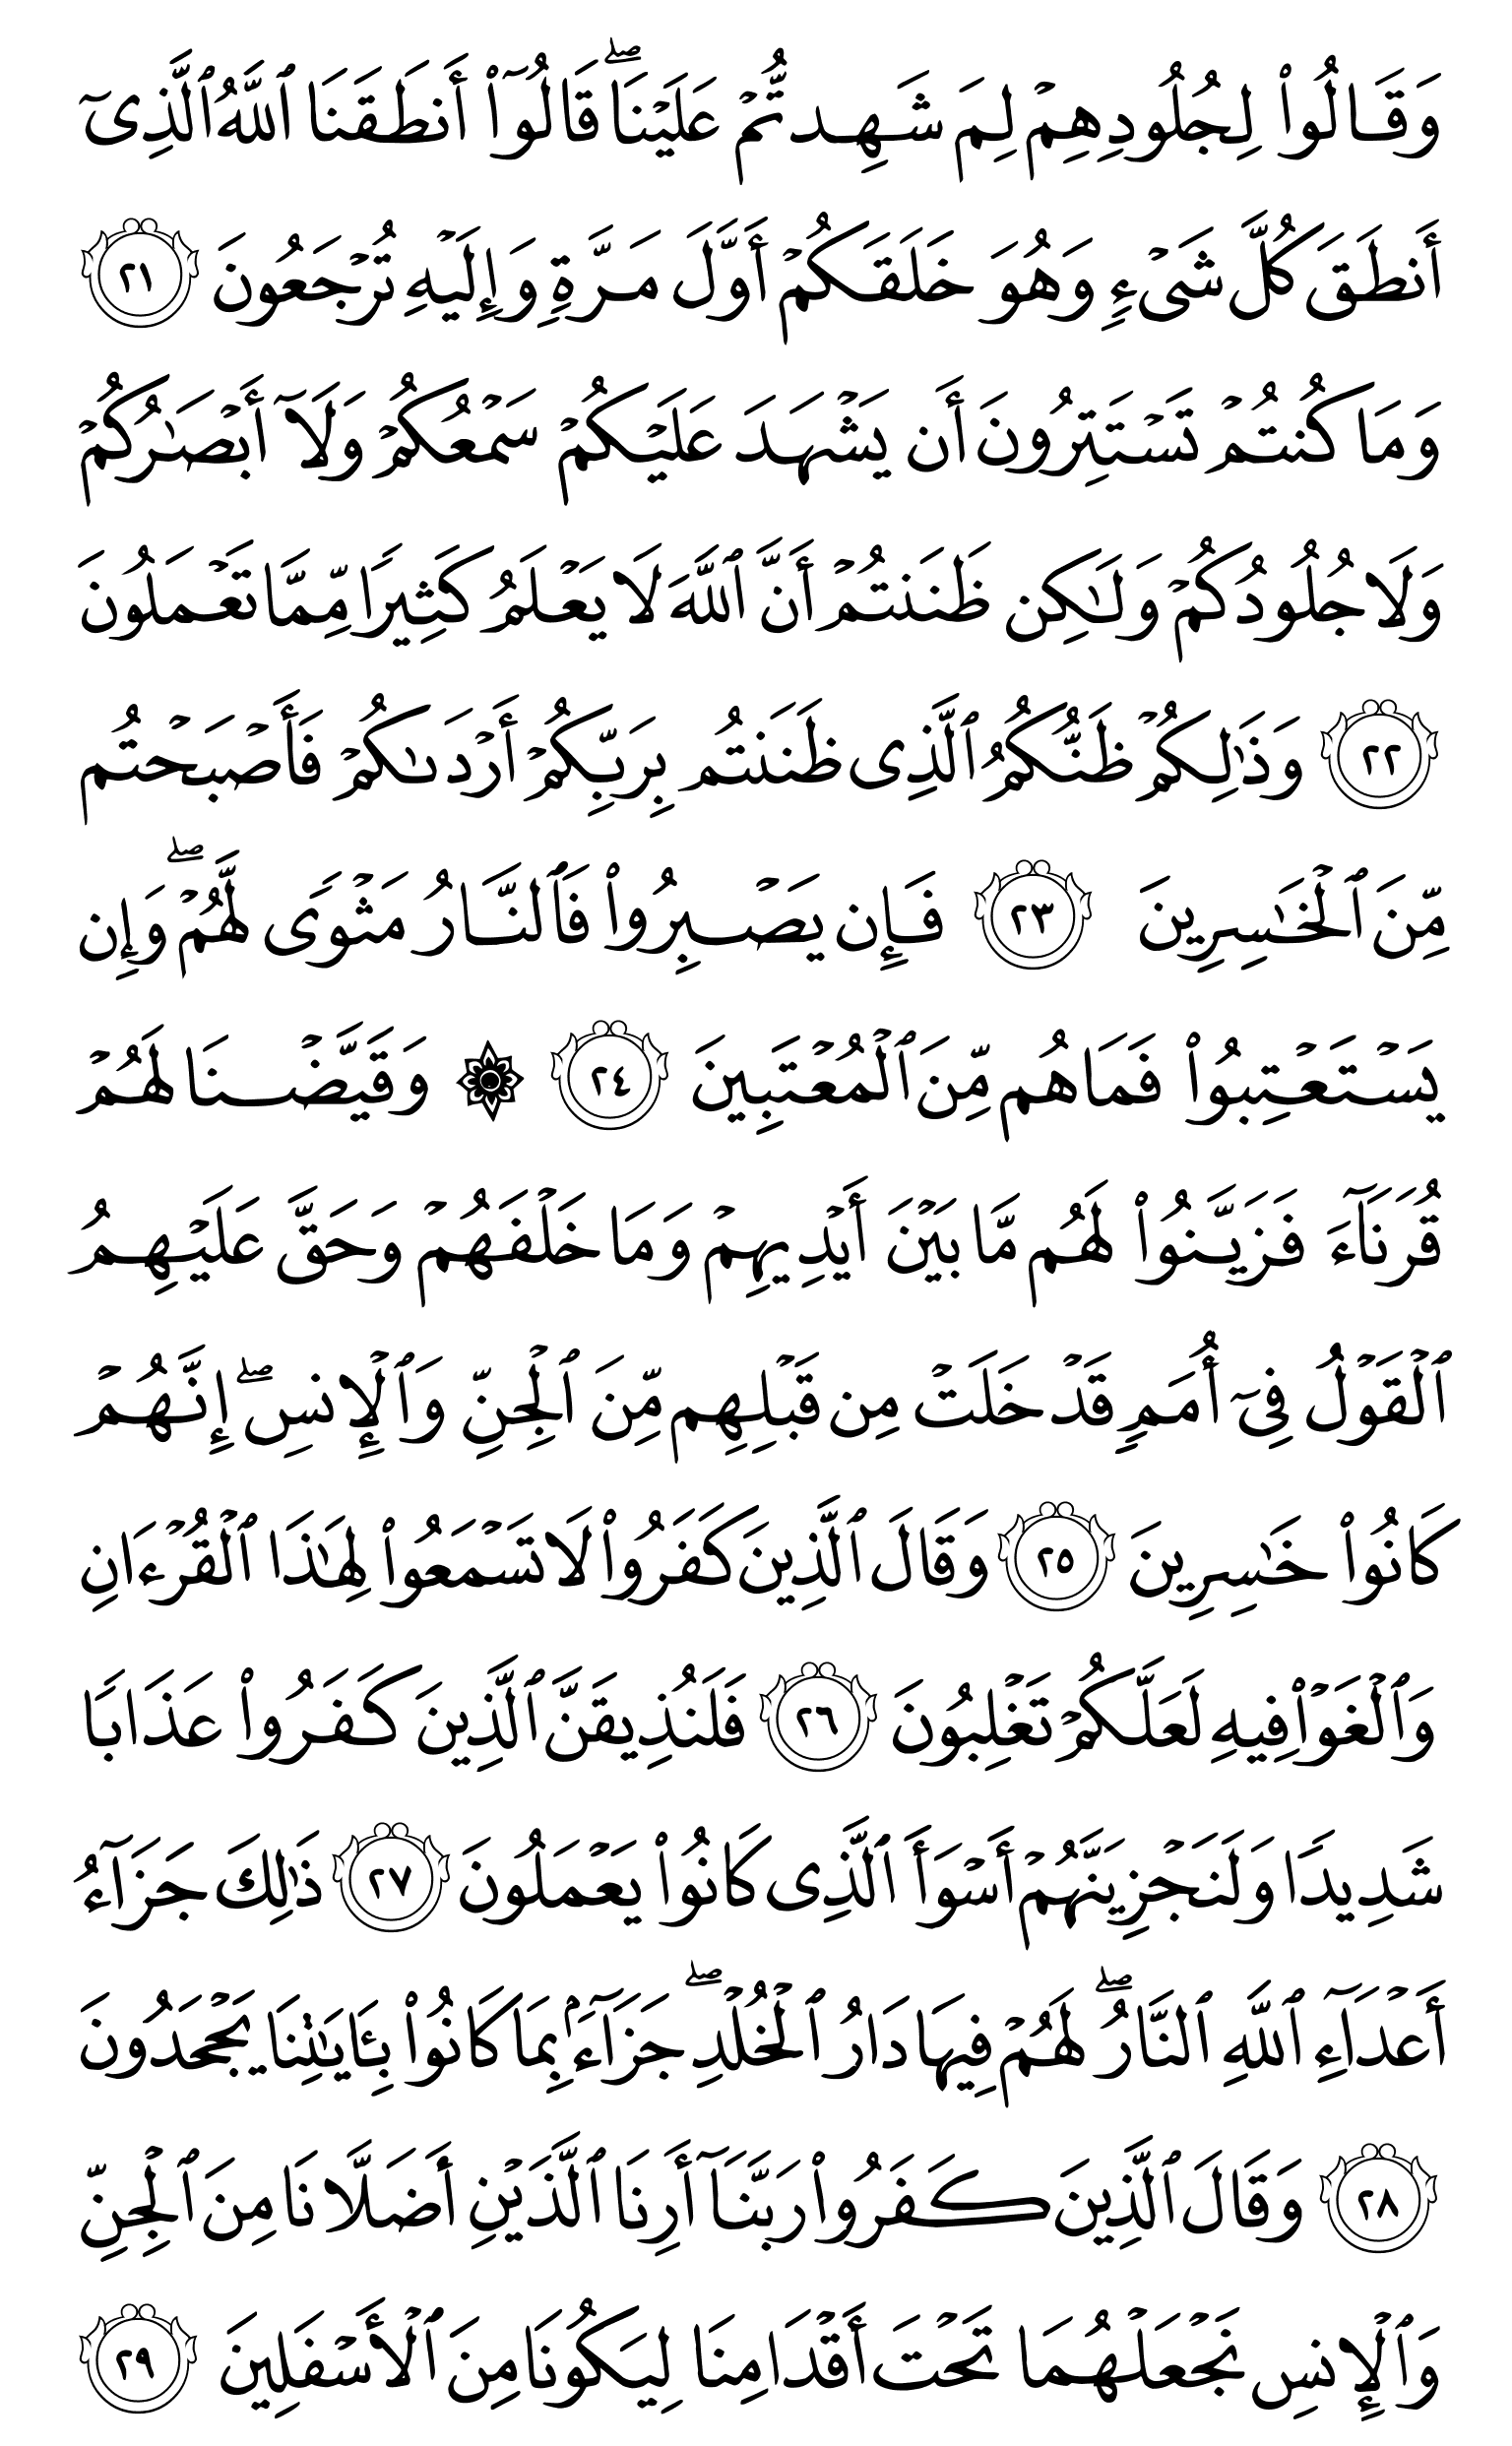 وَقَالُوا۟ لِجُلُودِهِمْ لِمَ شَهِدتُّمْ عَلَيْنَا ۖ قَالُوٓا۟ أَنطَقَنَا ٱللَّهُ ٱلَّذِىٓ
أَنطَقَ كُلَّ شَىْءٍ وَهُوَ خَلَقَكُمْ أَوَّلَ مَرَّةٍ وَإِلَيْهِ تُرْجَعُونَ ٢١
وَمَا كُنتُمْ تَسْتَتِرُونَ أَن يَشْهَدَ عَلَيْكُمْ سَمْعُكُمْ وَلَآ أَبْصَـٰرُكُمْ
وَلَا جُلُودُكُمْ وَلَـٰكِن ظَنَنتُمْ أَنَّ ٱللَّهَ لَا يَعْلَمُ كَثِيرًا مِّمَّا تَعْمَلُونَ
٢٢ وَذَٰلِكُمْ ظَنُّكُمُ ٱلَّذِى ظَنَنتُم بِرَبِّكُمْ أَرْدَىٰكُمْ فَأَصْبَحْتُم
مِّنَ ٱلْخَـٰسِرِينَ ٢٣ فَإِن يَصْبِرُوا۟ فَٱلنَّارُ مَثْوًى لَّهُمْ ۖ وَإِن
يَسْتَعْتِبُوا۟ فَمَا هُم مِّنَ ٱلْمُعْتَبِينَ ٢٤ ۞ وَقَيَّضْنَا لَهُمْ
قُرَنَآءَ فَزَيَّنُوا۟ لَهُم مَّا بَيْنَ أَيْدِيهِمْ وَمَا خَلْفَهُمْ وَحَقَّ عَلَيْهِمُ
ٱلْقَوْلُ فِىٓ أُمَمٍ قَدْ خَلَتْ مِن قَبْلِهِم مِّنَ ٱلْجِنِّ وَٱلْإِنسِ ۖ إِنَّهُمْ
كَانُوا۟ خَـٰسِرِينَ ٢٥ وَقَالَ ٱلَّذِينَ كَفَرُوا۟ لَا تَسْمَعُوا۟ لِهَـٰذَا ٱلْقُرْءَانِ
وَٱلْغَوْا۟ فِيهِ لَعَلَّكُمْ تَغْلِبُونَ ٢٦ فَلَنُذِيقَنَّ ٱلَّذِينَ كَفَرُوا۟ عَذَابًا
شَدِيدًا وَلَنَجْزِيَنَّهُمْ أَسْوَأَ ٱلَّذِى كَانُوا۟ يَعْمَلُونَ ٢٧ ذَٰلِكَ جَزَآءُ
أَعْدَآءِ ٱللَّهِ ٱلنَّارُ ۖ لَهُمْ فِيهَا دَارُ ٱلْخُلْدِ ۖ جَزَآءًۢ بِمَا كَانُوا۟ بِـَٔايَـٰتِنَا يَجْحَدُونَ
٢٨ وَقَالَ ٱلَّذِينَ كَفَرُوا۟ رَبَّنَآ أَرِنَا ٱلَّذَيْنِ أَضَلَّانَا مِنَ ٱلْجِنِّ
وَٱلْإِنسِ نَجْعَلْهُمَا تَحْتَ أَقْدَامِنَا لِيَكُونَا مِنَ ٱلْأَسْفَلِينَ ٢٩